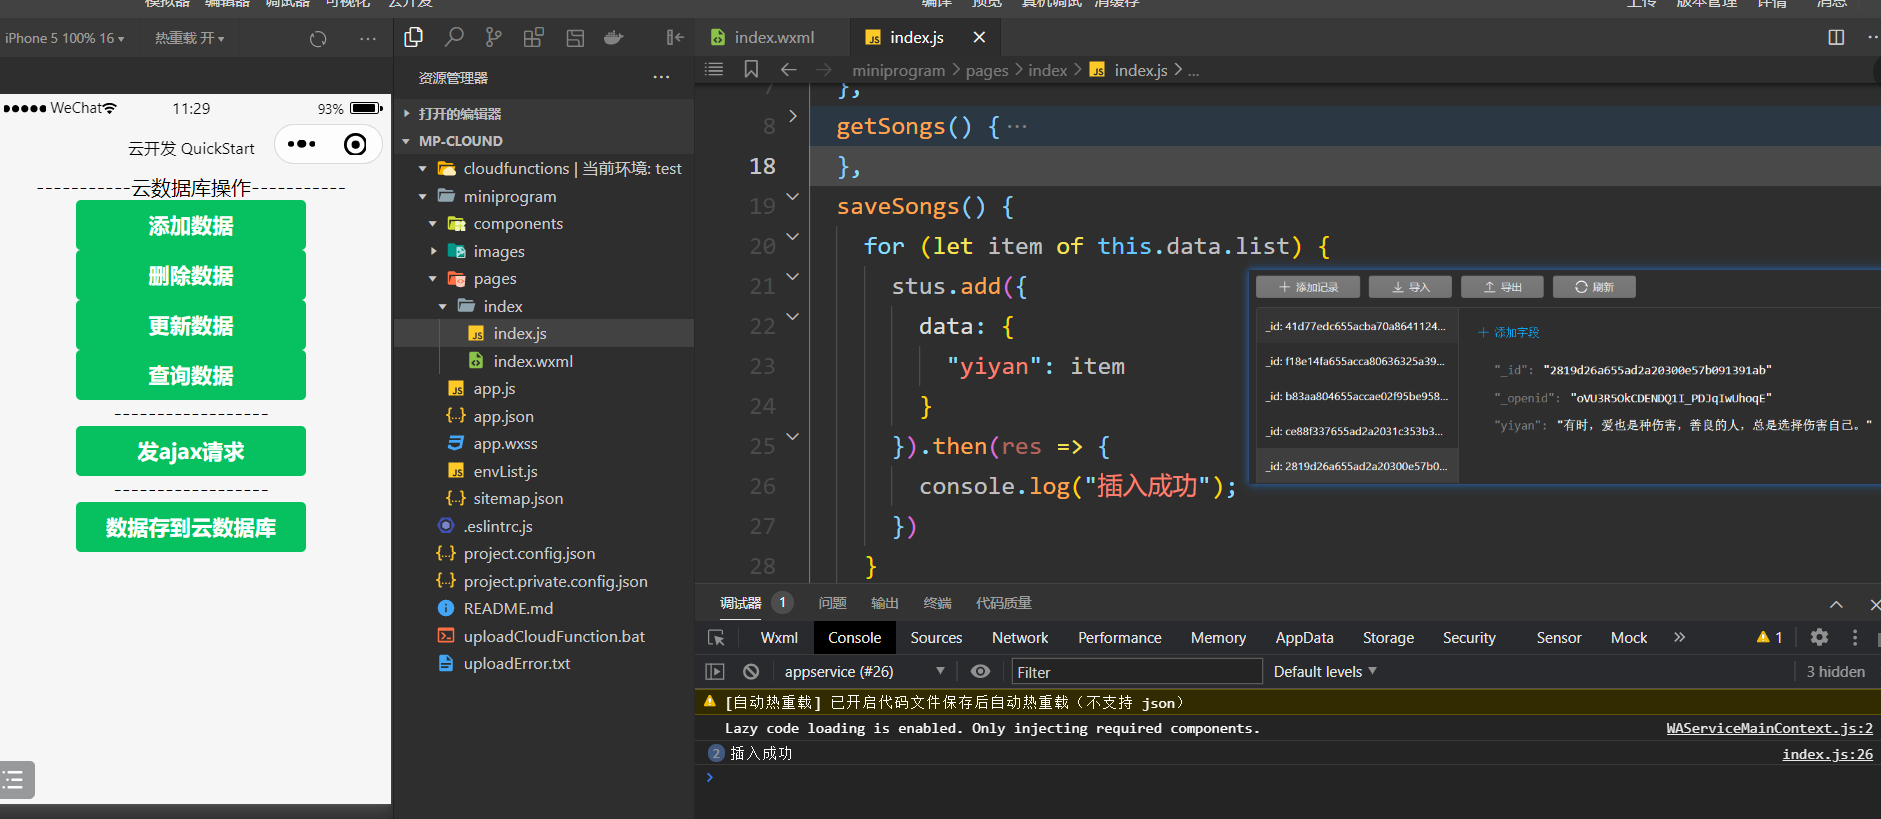 模拟器 编辑器 调试器 可视化 云开发
编译 预览 真机调试 清缓存
上传 版本管理 详情 消息
iPhone 5 100% 16
热重载 开
WeChat
11:29
93%
云开发 QuickStart
-----------云数据库操作-----------
添加数据
删除数据
更新数据
查询数据
-----------------
发ajax请求
-----------------
数据存到云数据库
资源管理器
打开的编辑器
MP-CLOUND
cloudfunctions | 当前环境: test
miniprogram
components
images
pages
index
index.js
index.wxml
app.js
app.json
app.wxss
envList.js
sitemap.json
.eslintrc.js
project.config.json
project.private.config.json
README.md
uploadCloudFunction.bat
uploadError.txt
index.wxml
index.js
miniprogram > pages > index > index.js > ...
7 },
8 getSongs() { ···
18 },
19 saveSongs() {
20 for (let item of this.data.list) {
21 stus.add({
22 data: {
23 "yiyan": item
24 }
25 }).then(res => {
26 console.log("插入成功");
27 })
28 }
添加记录 导入 导出 刷新
_id: 41d77edc655acba70a8641124...
_id: f18e14fa655acca80636325a39...
_id: b83aa804655accae02f95be958...
_id: ce88f337655ad2a2031c353b3...
_id: 2819d26a655ad2a20300e57b0...
添加字段
"_id": "2819d26a655ad2a20300e57b091391ab"
"_openid": "oVU3R5OkCDENDQ1I_PDJqIwUhoqE"
"yiyan": "有时，爱也是种伤害，善良的人，总是选择伤害自己。"
调试器 1 问题 输出 终端 代码质量
Wxml Console Sources Network Performance Memory AppData Storage Security Sensor Mock
1
appservice (#26)
Filter
Default levels
3 hidden
[自动热重载] 已开启代码文件保存后自动热重载（不支持 json）
Lazy code loading is enabled. Only injecting required components.
WAServiceMainContext.js:2
2 插入成功
index.js:26